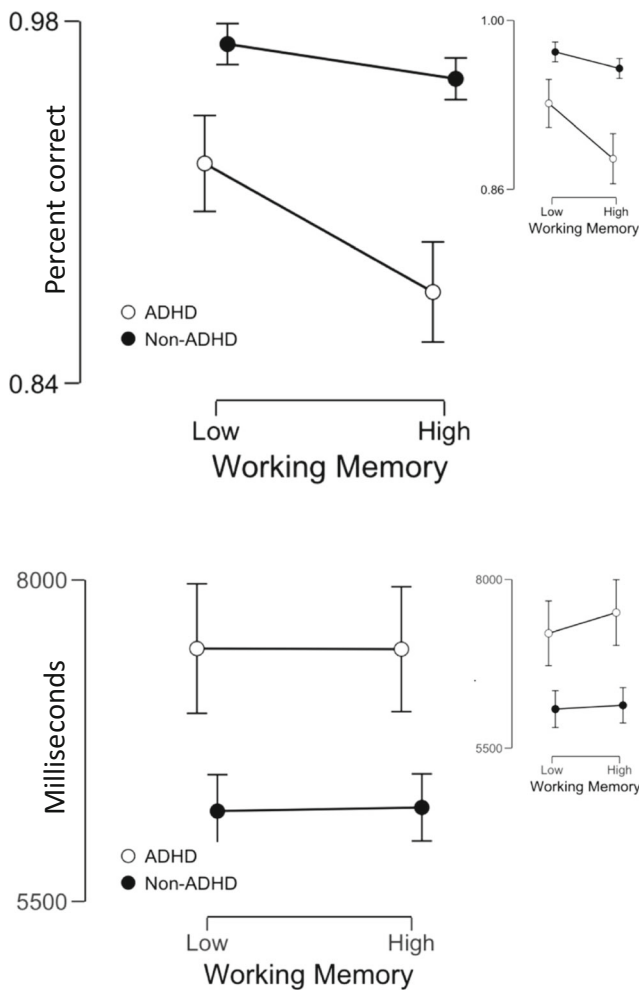 0.98
Percent correct
ADHD
Non-ADHD
0.84
Low High
Working Memory
1.00
0.86
Low High
Working Memory
8000
Milliseconds
ADHD
Non-ADHD
5500
Low High
Working Memory
8000
5500
Low High
Working Memory